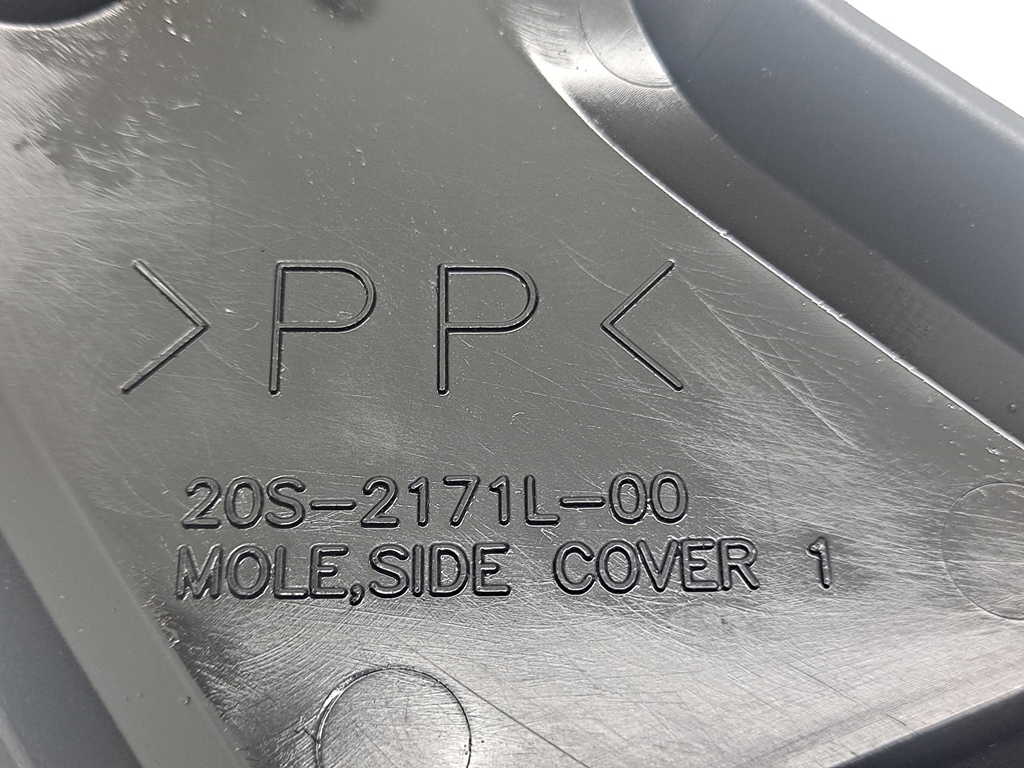 >PP<
20S-2171L-00
MOLE,SIDE COVER 1